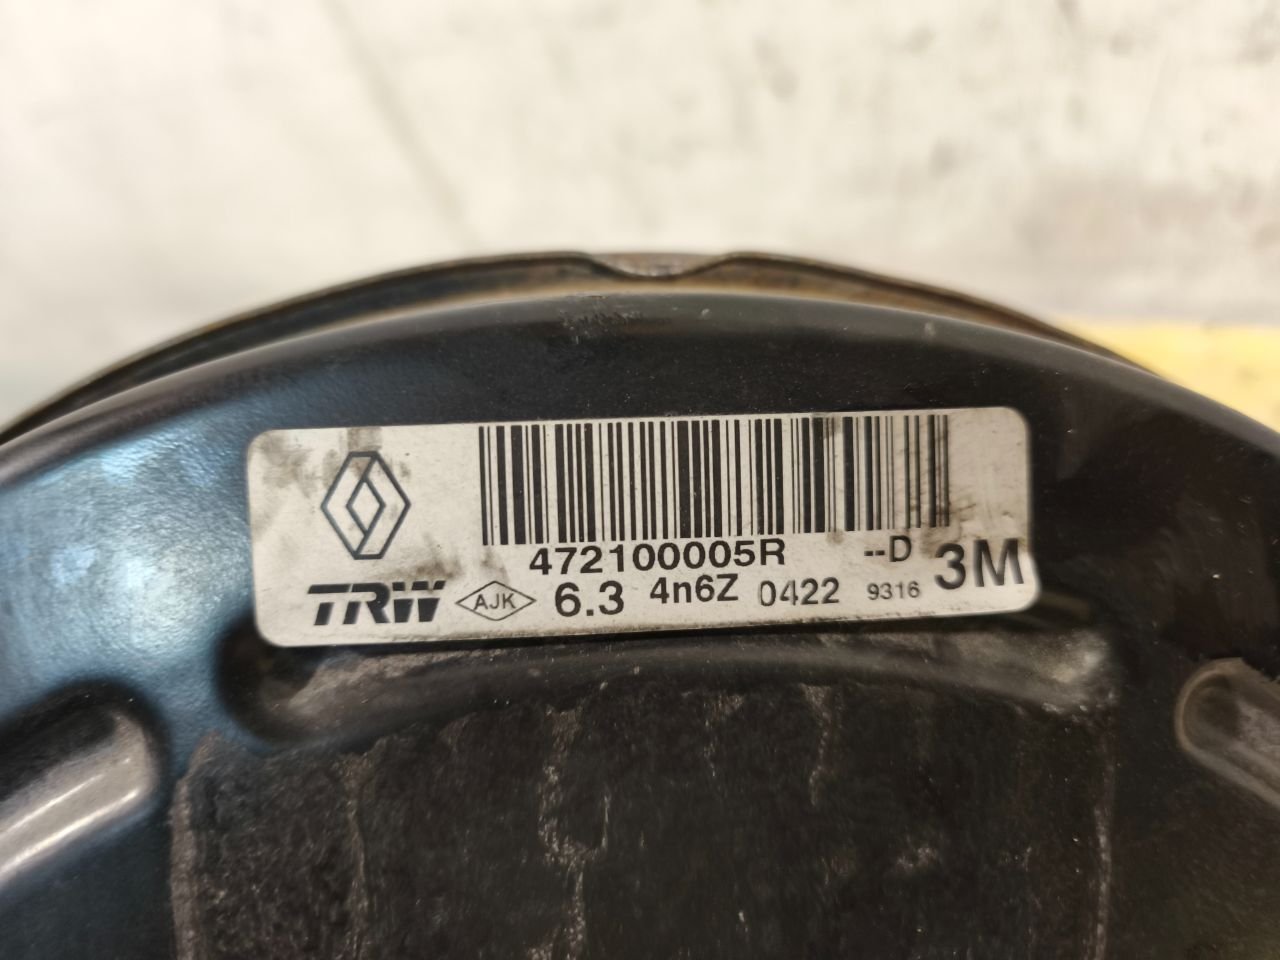 472100005R --D 3M
TRW AJK 6.3 4n6Z 0422 9316